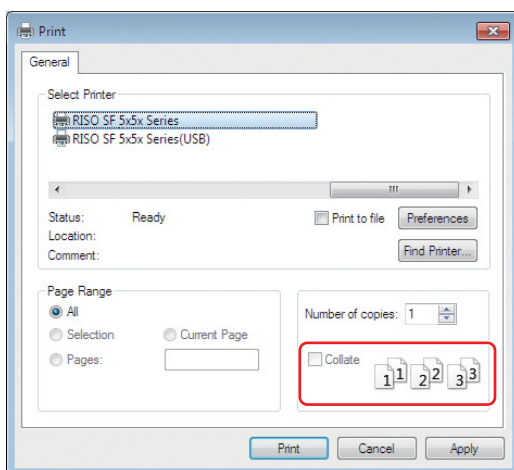 Print
General
Select Printer
RISO SF 5x5x Series
RISO SF 5x5x Series(USB)
Status: Ready Print to file Preferences
Location:
Comment: Find Printer...
Page Range
All
Selection Current Page
Pages:
Number of copies: 1
Collate
1 1 2 2 3 3
Print Cancel Apply